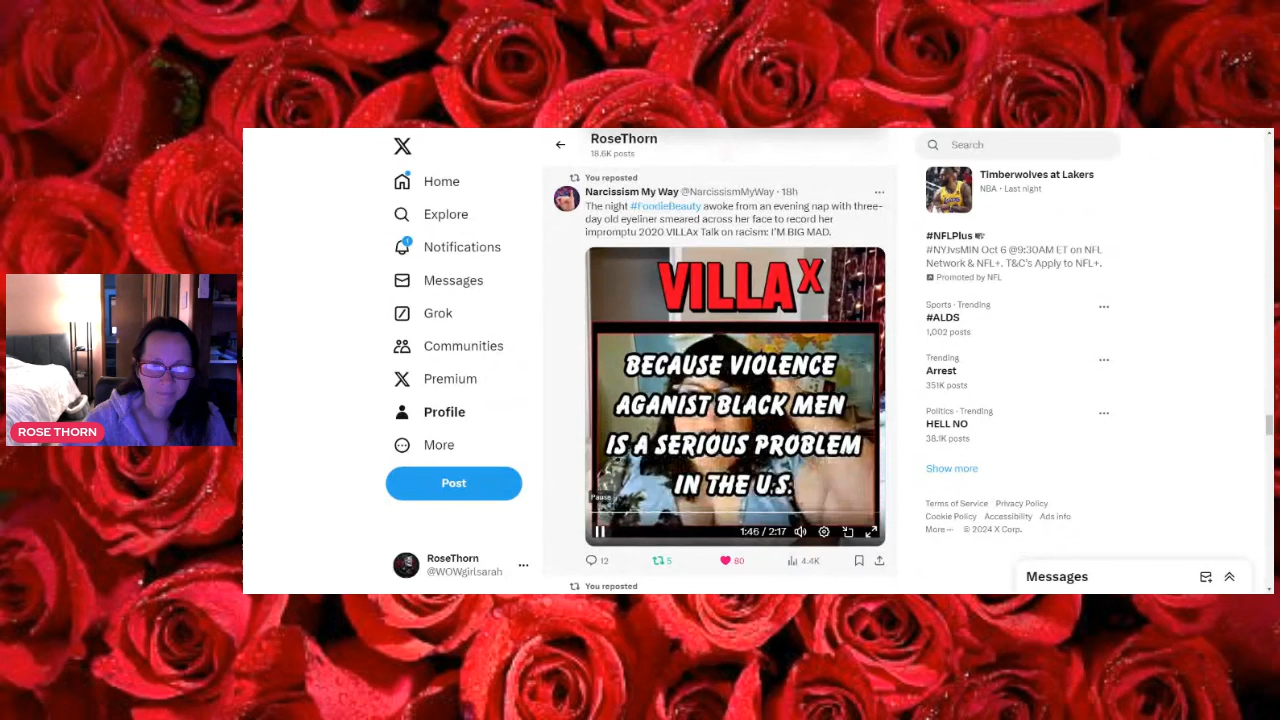 RoseThorn
18.6K posts
Search
Home
Explore
Notifications
1
Messages
Grok
Communities
Premium
Profile
More
Post
RoseThorn
@WOWgirlsarah
ROSE THORN
You reposted
Narcissism My Way @NarcissismMyWay · 18h
The night #FoodieBeauty awoke from an evening nap with three-
day old eyeliner smeared across her face to record her
impromptu 2020 VILLAx Talk on racism: I'M BIG MAD.
VILLAX
BECAUSE VIOLENCE
AGANIST BLACK MEN
IS A SERIOUS PROBLEM
IN THE U.S.
Pause
1:46 / 2:17
12
5
80
4.4K
You reposted
Timberwolves at Lakers
NBA · Last night
#NFLPlus
#NYJvsMIN Oct 6 @9:30AM ET on NFL
Network & NFL+. T&C's Apply to NFL+.
Promoted by NFL
Sports · Trending
#ALDS
1,002 posts
Trending
Arrest
351K posts
Politics · Trending
HELL NO
38.1K posts
Show more
Terms of Service Privacy Policy
Cookie Policy Accessibility Ads info
More ··· © 2024 X Corp.
Messages